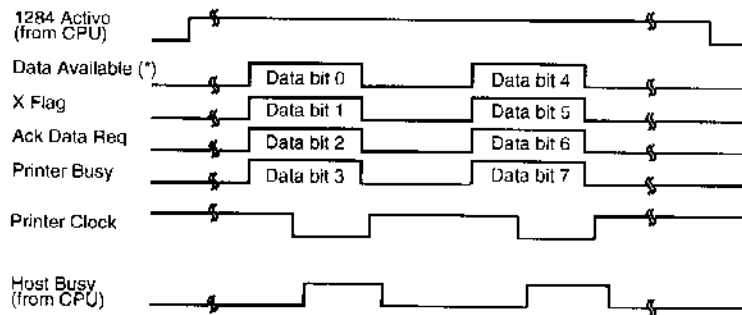 1284 Activo
(from CPU)
Data Available (*)
Data bit 0
Data bit 4
X Flag
Data bit 1
Data bit 5
Ack Data Req
Data bit 2
Data bit 6
Printer Busy
Data bit 3
Data bit 7
Printer Clock
Host Busy
(from CPU)